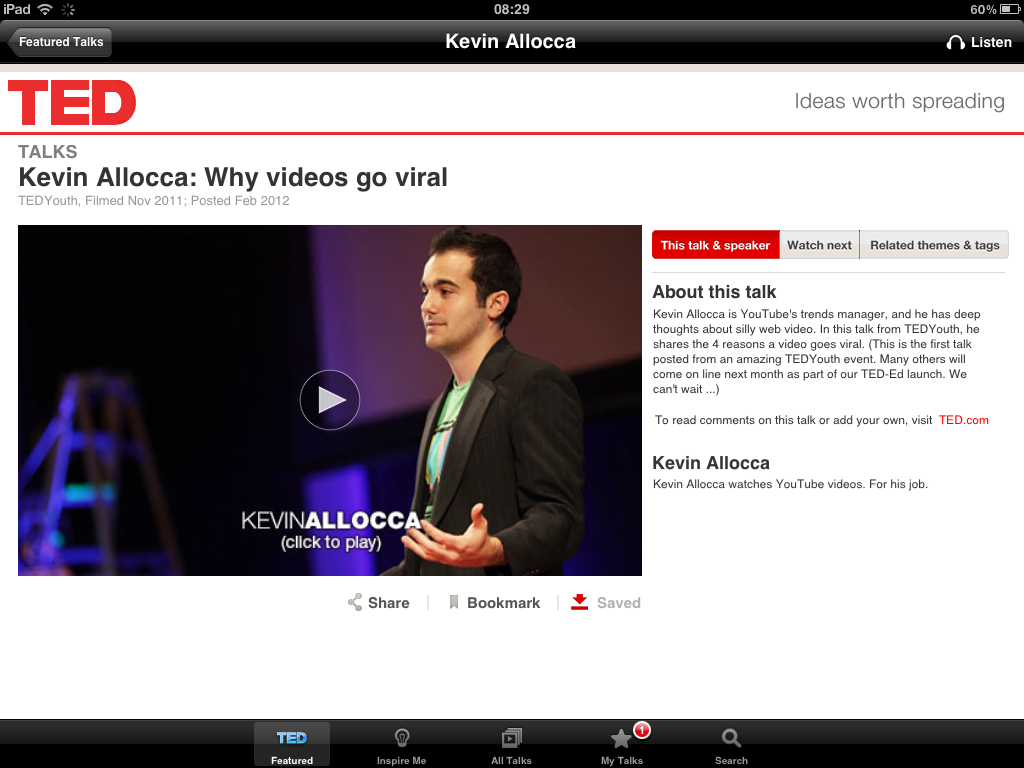 iPad 08:29 60%
Featured Talks Kevin Allocca Listen
TED Ideas worth spreading
TALKS
Kevin Allocca: Why videos go viral
TEDYouth, Filmed Nov 2011; Posted Feb 2012
KEVINALLOCCA
(click to play)
Share Bookmark Saved
This talk & speaker Watch next Related themes & tags
About this talk
Kevin Allocca is YouTube's trends manager, and he has deep
thoughts about silly web video. In this talk from TEDYouth, he
shares the 4 reasons a video goes viral. (This is the first talk
posted from an amazing TEDYouth event. Many others will
come on line next month as part of our TED-Ed launch. We
can't wait ...)
To read comments on this talk or add your own, visit TED.com
Kevin Allocca
Kevin Allocca watches YouTube videos. For his job.
TED 1
Featured Inspire Me All Talks My Talks Search